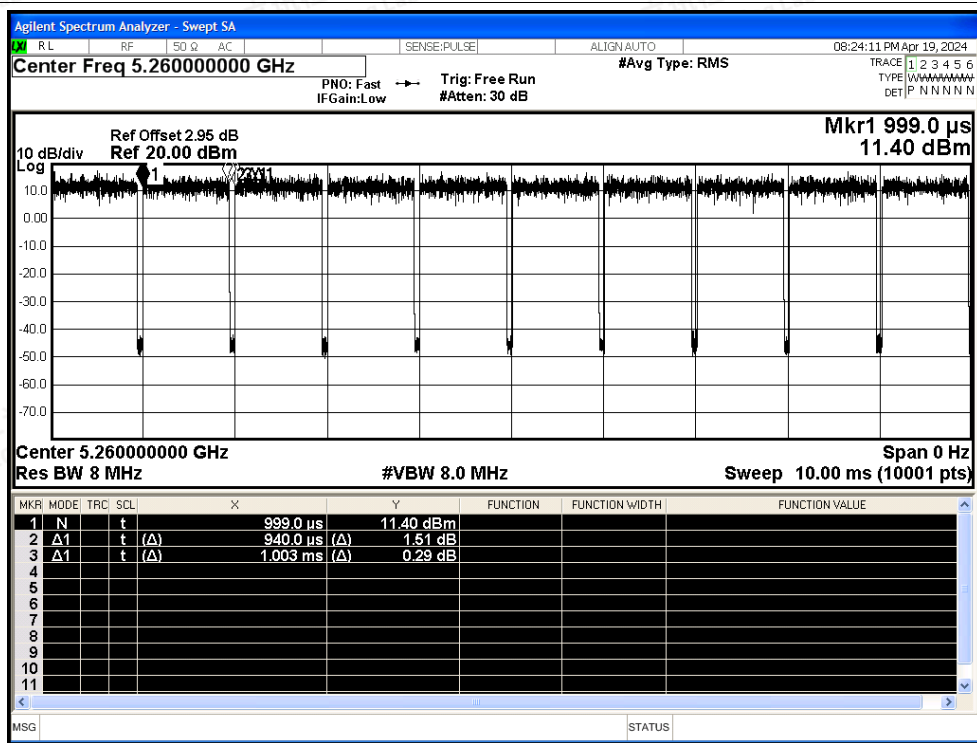 Agilent Spectrum Analyzer - Swept SA
LXI RL RF 50 Ω AC SENSE:PULSE ALIGN AUTO 08:24:11 PM Apr 19, 2024
Center Freq 5.260000000 GHz
PNO: Fast
IFGain:Low
Trig: Free Run
#Atten: 30 dB
#Avg Type: RMS
TRACE 1 2 3 4 5 6
TYPE
DET P N N N N N
Mkr1 999.0 µs
11.40 dBm
Ref Offset 2.95 dB
10 dB/div Ref 20.00 dBm
Log
1
10.0
0.00
-10.0
-20.0
-30.0
-40.0
-50.0
-60.0
-70.0
Center 5.260000000 GHz Span 0 Hz
Res BW 8 MHz #VBW 8.0 MHz Sweep 10.00 ms (10001 pts)
MKR MODE TRC SCL X Y FUNCTION FUNCTION WIDTH FUNCTION VALUE
1 N t 999.0 µs 11.40 dBm
2 Δ1 t (Δ) 940.0 µs (Δ) 1.51 dB
3 Δ1 t (Δ) 1.003 ms (Δ) 0.29 dB
4
5
6
7
8
9
10
11
MSG STATUS